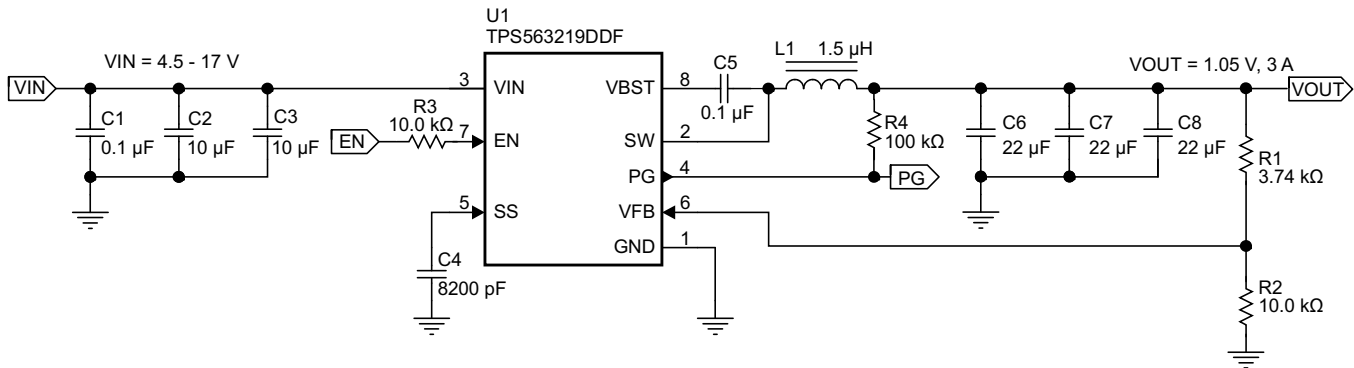 U1
TPS563219DDF
VIN = 4.5 - 17 V
VIN
C1
0.1 µF
C2
10 µF
C3
10 µF
EN
R3
10.0 kΩ
3
VIN
7
EN
5
SS
C4
8200 pF
VBST
8
SW
2
PG
4
VFB
6
GND
1
C5
0.1 µF
L1
1.5 µH
R4
100 kΩ
PG
C6
22 µF
C7
22 µF
C8
22 µF
VOUT = 1.05 V, 3 A
VOUT
R1
3.74 kΩ
R2
10.0 kΩ